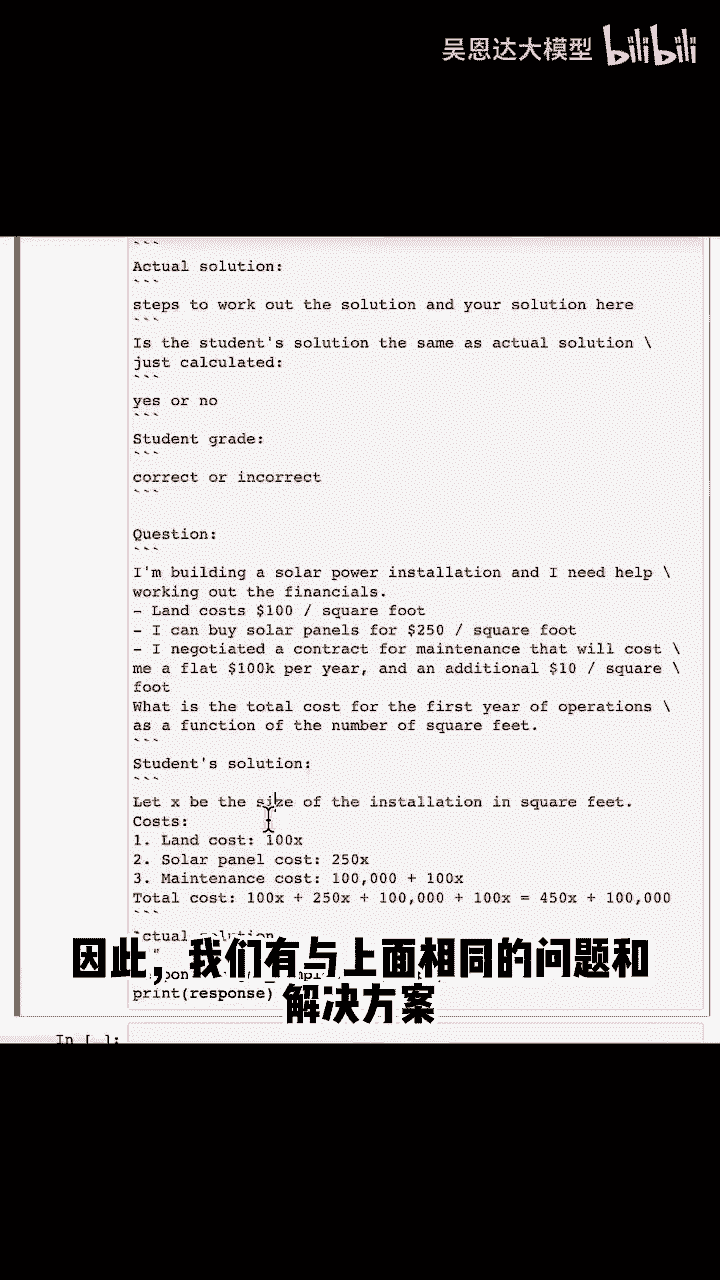 吴恩达大模型 bilibili
```
Actual solution:
```
steps to work out the solution and your solution here
```
Is the student's solution the same as actual solution \
just calculated:
```
yes or no
```
Student grade:
```
correct or incorrect
```
Question:
```
I'm building a solar power installation and I need help \
working out the financials.
- Land costs $100 / square foot
- I can buy solar panels for $250 / square foot
- I negotiated a contract for maintenance that will cost \
me a flat $100k per year, and an additional $10 / square \
foot
What is the total cost for the first year of operations \
as a function of the number of square feet.
```
Student's solution:
```
Let x be the size of the installation in square feet.
Costs:
1. Land cost: 100x
2. Solar panel cost: 250x
3. Maintenance cost: 100,000 + 100x
Total cost: 100x + 250x + 100,000 + 100x = 450x + 100,000
```
因此，我们有与上面相同的问题和
解决方案
print(response)
In [ ]: